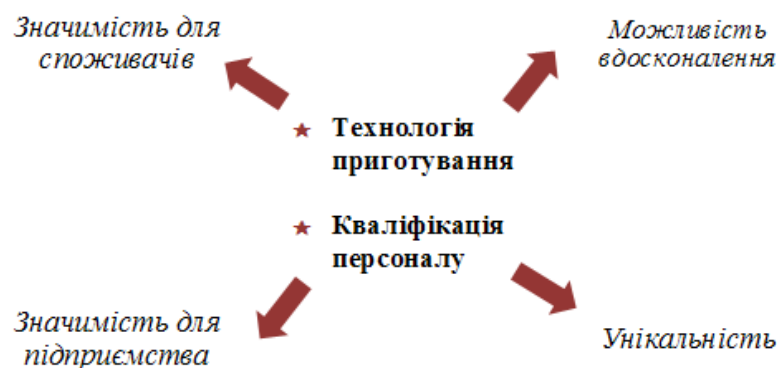 Значимість для
споживачів
Можливість
вдосконалення
Технологія
приготування
Кваліфікація
персоналу
Значимість для
підприємства
Унікальність